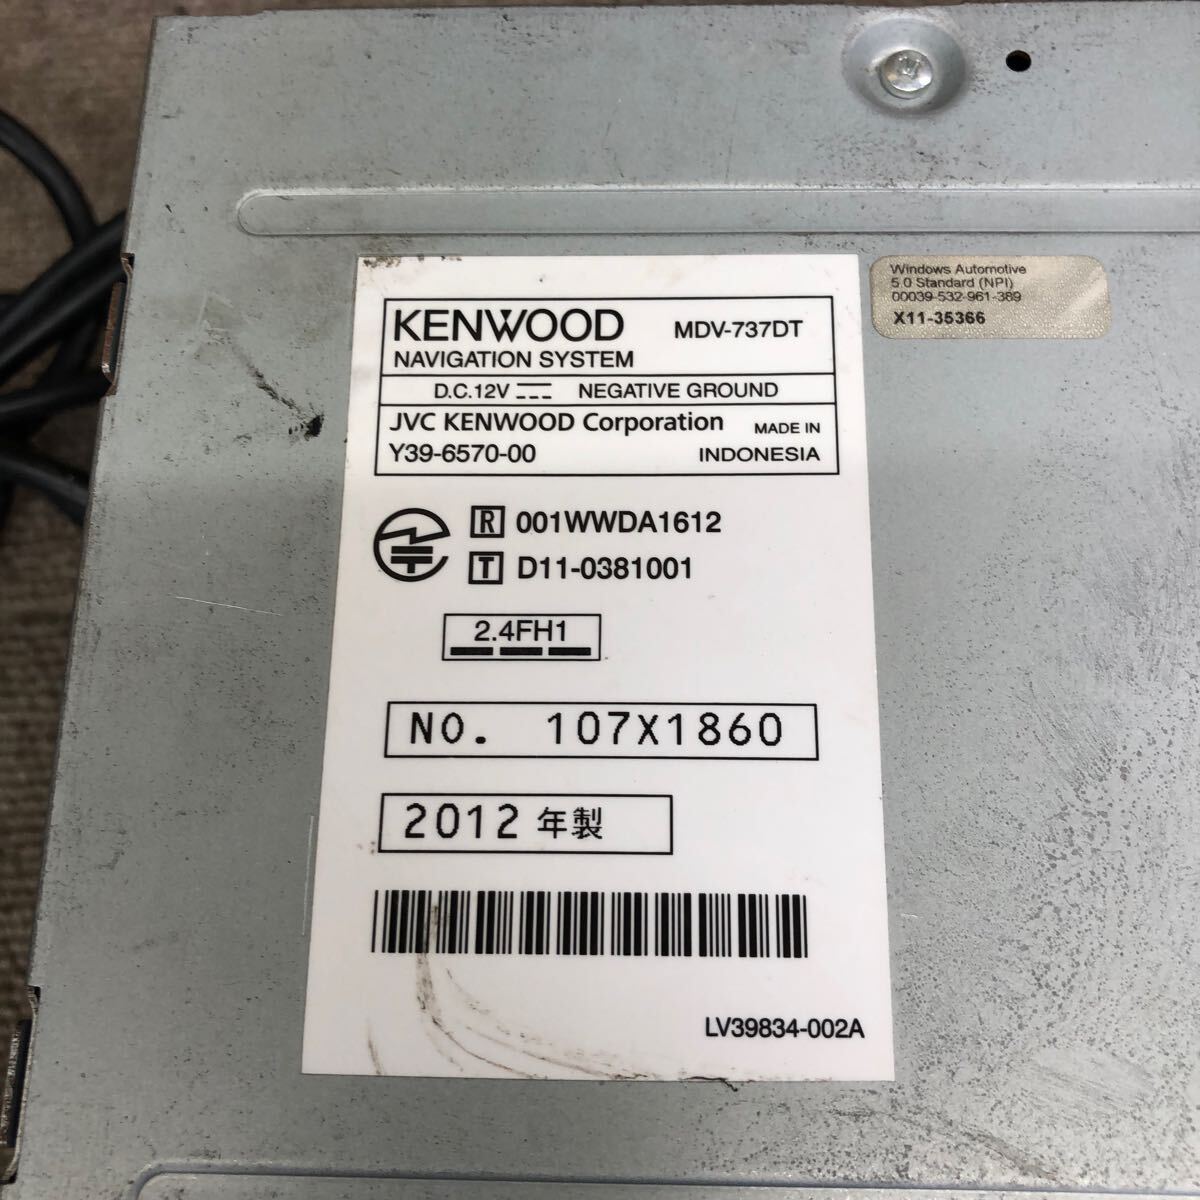 KENWOOD MDV-737DT
NAVIGATION SYSTEM
D.C.12V NEGATIVE GROUND
JVC KENWOOD Corporation MADE IN
Y39-6570-00 INDONESIA
R 001WWDA1612
T D11-0381001
2.4FH1
NO. 107X1860
2012 年製
LV39834-002A
Windows Automotive
5.0 Standard (NPI)
00039-532-961-389
X11-35366